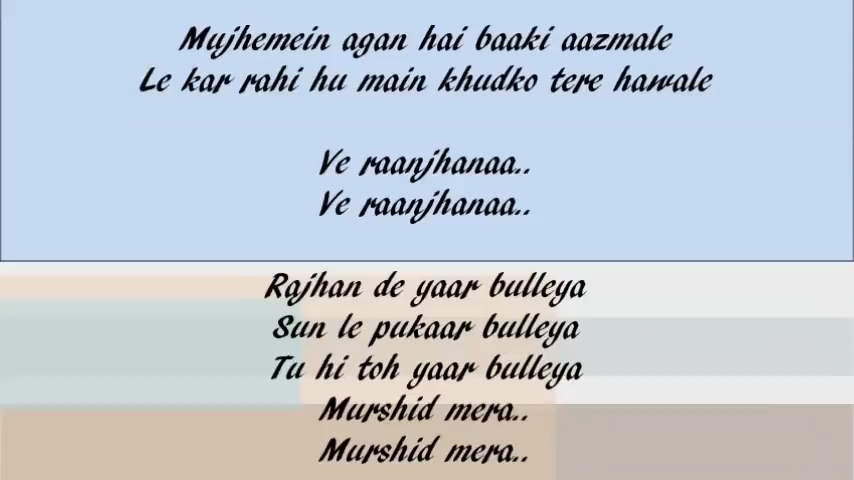 Mujhemein agan hai baaki aazmale
Le kar rahi hu main khudko tere hawale
Ve raanjhanaa..
Ve raanjhanaa..
Rajhan de yaar bulleya
Sun le pukaar bulleya
Tu hi toh yaar bulleya
Murshid mera..
Murshid mera..